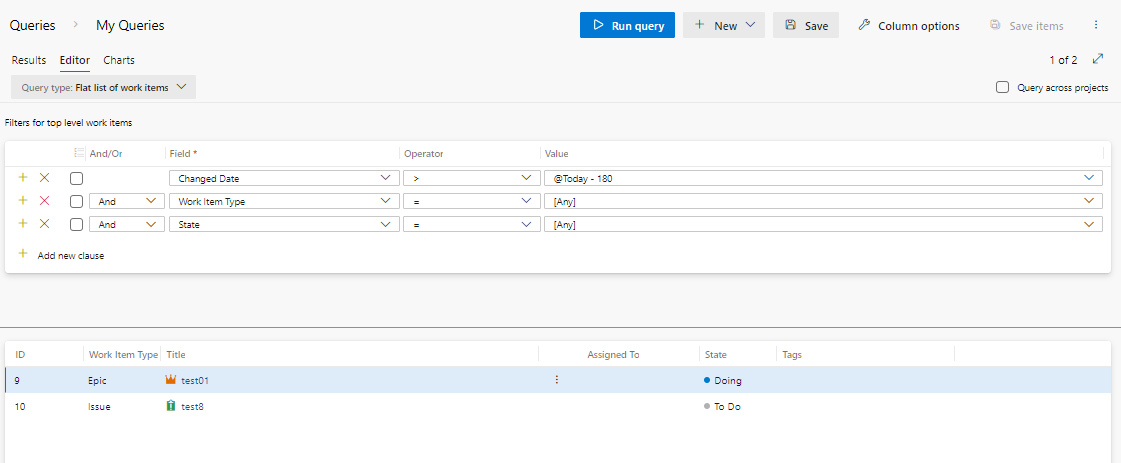 Queries > My Queries Run query New Save Column options Save items
Results Editor Charts 1 of 2
Query type: Flat list of work items Query across projects
Filters for top level work items
And/Or Field * Operator Value
Changed Date > @Today - 180
And Work Item Type = [Any]
And State = [Any]
+ Add new clause
ID Work Item Type Title Assigned To State Tags
9 Epic test01 Doing
10 Issue test8 To Do